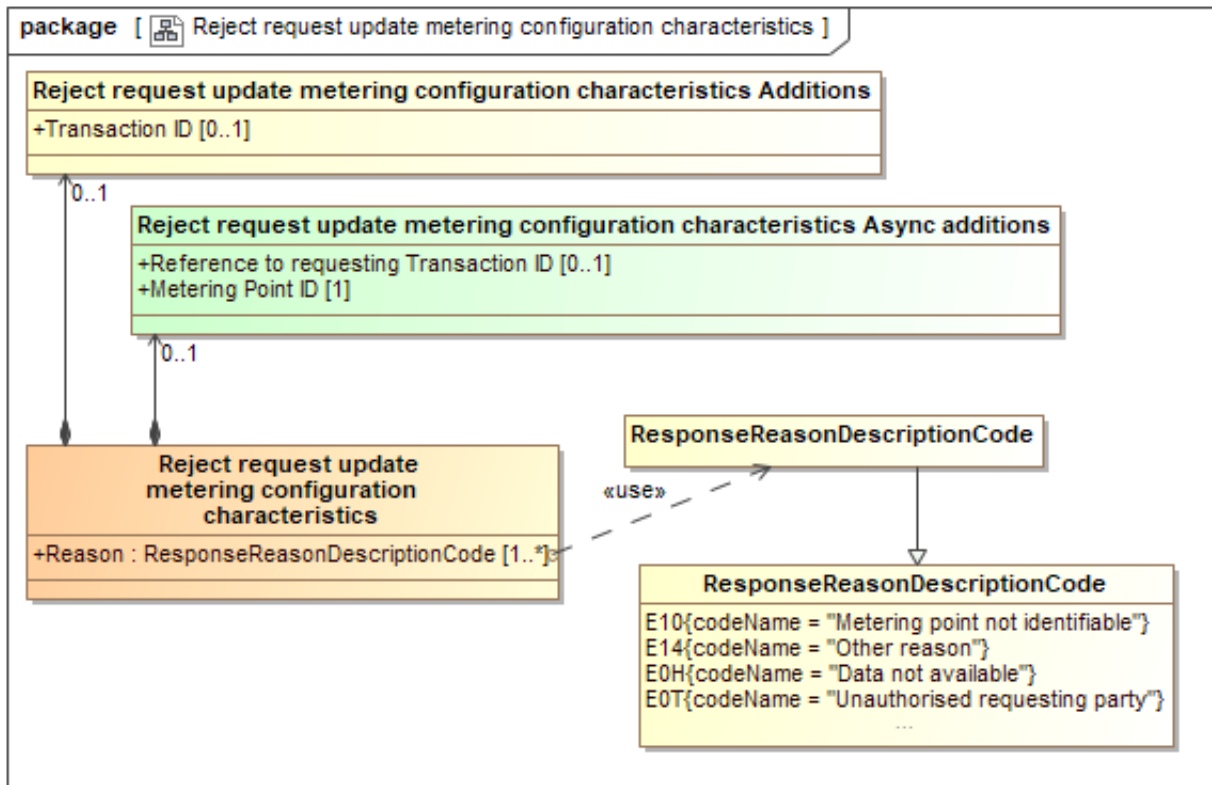 package [ Reject request update metering configuration characteristics ]
Reject request update metering configuration characteristics Additions
+Transaction ID [0..1]
0..1
Reject request update metering configuration characteristics Async additions
+Reference to requesting Transaction ID [0..1]
+Metering Point ID [1]
0..1
Reject request update
metering configuration
characteristics
+Reason : ResponseReasonDescriptionCode [1..*]
«use»
ResponseReasonDescriptionCode
ResponseReasonDescriptionCode
E10{codeName = "Metering point not identifiable"}
E14{codeName = "Other reason"}
E0H{codeName = "Data not available"}
E0T{codeName = "Unauthorised requesting party"}
...